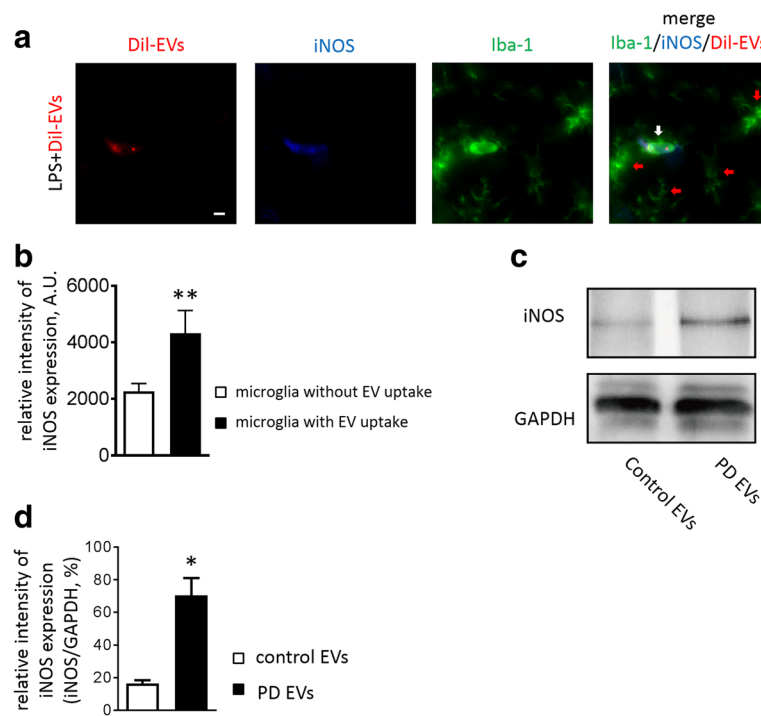 a
Dil-EVs
iNOS
Iba-1
merge
Iba-1/iNOS/Dil-EVs
LPS+Dil-EVs
b
relative intensity of
iNOS expression, A.U.
6000
4000
2000
0
**
microglia without EV uptake
microglia with EV uptake
c
iNOS
GAPDH
Control EVs
PD EVs
d
relative intensity of
iNOS expression
(iNOS/GAPDH, %)
100
80
60
40
20
0
*
control EVs
PD EVs